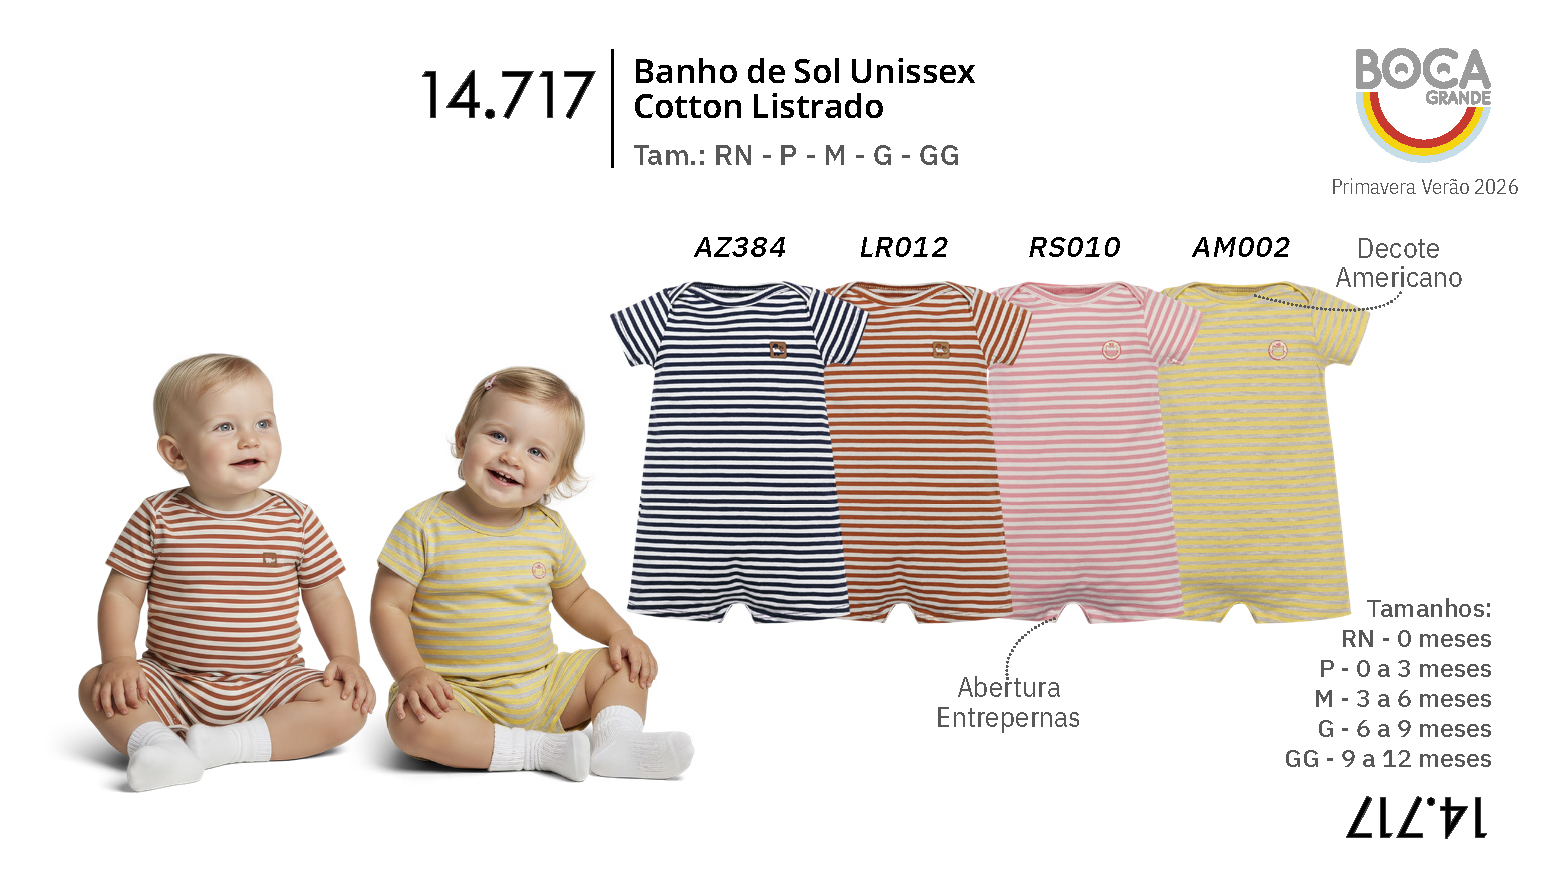 14.717
Banho de Sol Unissex
Cotton Listrado
Tam.: RN - P - M - G - GG
BOCA
GRANDE
Primavera Verão 2026
AZ384
LR012
RS010
AM002
Decote
Americano
Abertura
Entrepernas
Tamanhos:
RN - 0 meses
P - 0 a 3 meses
M - 3 a 6 meses
G - 6 a 9 meses
GG - 9 a 12 meses
14.717